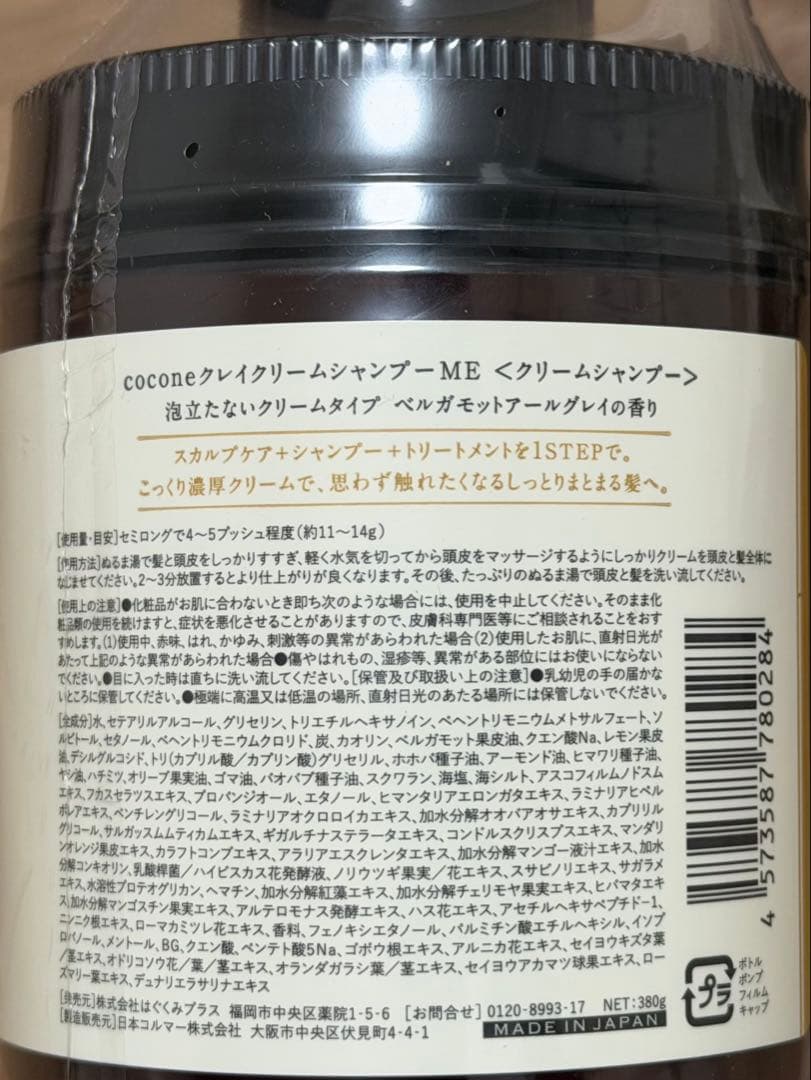 coconeクレイクリームシャンプーME <クリームシャンプー>
泡立たないクリームタイプ ベルガモットアールグレイの香り
スカルプケア+シャンプー+トリートメントを1STEPで。
こっくり濃厚クリームで、思わず触れたくなるしっとりまとまる髪へ。
[使用量・目安]セミロングで4~5プッシュ程度(約11~14g)
[使用方法]ぬるま湯で髪と頭皮をしっかりすすぎ、軽く水気を切ってから頭皮をマッサージするようにしっかりクリームを頭皮と髪全体に
なじませてください。2~3分放置するとより仕上がりが良くなります。その後、たっぷりのぬるま湯で頭皮と髪を洗い流してください。
[使用上の注意]●化粧品がお肌に合わないとき即ち次のような場合には、使用を中止してください。そのまま化
粧品類の使用を続けますと、症状を悪化させることがありますので、皮膚科専門医等にご相談されることをおす
すめします。(1)使用中、赤味、はれ、かゆみ、刺激等の異常があらわれた場合(2)使用したお肌に、直射日光が
あたって上記のような異常があらわれた場合●傷やはれもの、湿疹等、異常がある部位にはお使いにならない
でください。●目に入った時は直ちに洗い流してください。[保管及び取扱い上の注意]●乳幼児の手の届かな
いところに保管してください。●極端に高温又は低温の場所、直射日光のあたる場所には保管しないでください。
[全成分]水、セテアリルアルコール、グリセリン、トリエチルヘキサノイン、ベヘントリモニウムメトサルフェート、ソ
ルビトール、セタノール、ベヘントリモニウムクロリド、炭、カオリン、ベルガモット果皮油、クエン酸Na、レモン果皮
油、デシルグルコシド、トリ(カプリル酸/カプリン酸)グリセリル、ホホバ種子油、アーモンド油、ヒマワリ種子油、
ヤシ油、ハチミツ、オリーブ果実油、ゴマ油、バオバブ種子油、スクワラン、海塩、海シルト、アスコフィルムノドスム
エキス、フカスセラツスエキス、プロパンジオール、エタノール、ヒマンタリアエロンガタエキス、ラミナリアヒペル
ボレアエキス、ペンチレングリコール、ラミナリアオクロロイカエキス、加水分解オオバアオサエキス、カプリリル
グリコール、サルガッスムムティカムエキス、ギガルチナステラータエキス、コンドルスクリスプスエキス、マンダリ
ンオレンジ果皮エキス、カラフトコンブエキス、アラリアエスクレンタエキス、加水分解マンゴー液汁エキス、加水
分解コンキオリン、乳酸桿菌/ハイビスカス花発酵液、ノリウツギ果実/花エキス、スサビノリエキス、サガラメ
エキス、水溶性プロテオグリカン、ヘマチン、加水分解紅藻エキス、加水分解チェリモヤ果実エキス、ヒバマタエキ
ス、加水分解マンゴスチン果実エキス、アルテロモナス発酵エキス、ハス花エキス、アセチルヘキサペプチド-1、
ニンニク根エキス、ローマカミツレ花エキス、香料、フェノキシエタノール、パルミチン酸エチルヘキシル、イソプ
ロパノール、メントール、BG、クエン酸、ペンテト酸5Na、ゴボウ根エキス、アルニカ花エキス、セイヨウキズタ葉
/茎エキス、オドリコソウ花/葉/茎エキス、オランダガラシ葉/茎エキス、セイヨウアカマツ球果エキス、ロー
ズマリー葉エキス、デュナリエラサリナエキス
[発売元]株式会社はぐくみプラス 福岡市中央区薬院1-5-6 [お問合せ] 0120-8993-17 NET:380g
[製造販売元]日本コルマー株式会社 大阪市中央区伏見町4-4-1 MADE IN JAPAN
4 573587 780284
プラ
ボトル
ポンプ
フィルム
キャップ